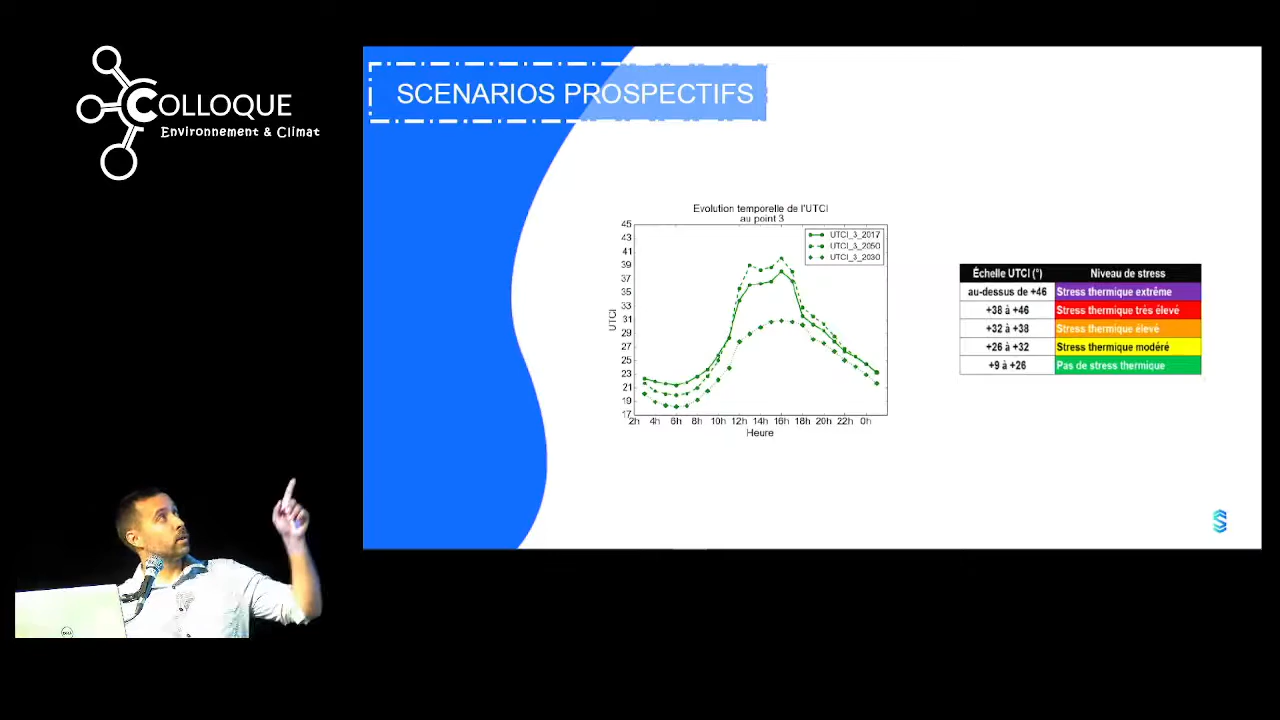 COLLOQUE
Environnement & Climat
SCENARIOS PROSPECTIFS
Evolution temporelle de l'UTCI
au point 3
UTCI_3_2017
UTCI_3_2050
UTCI_3_2030
45
43
41
39
37
35
33
31
29
27
25
23
21
19
17
UTCI
2h 4h 6h 8h 10h 12h 14h 16h 18h 20h 22h 0h
Heure
Échelle UTCI (°) Niveau de stress
au-dessus de +46 Stress thermique extrême
+38 à +46 Stress thermique très élevé
+32 à +38 Stress thermique élevé
+26 à +32 Stress thermique modéré
+9 à +26 Pas de stress thermique
DELL